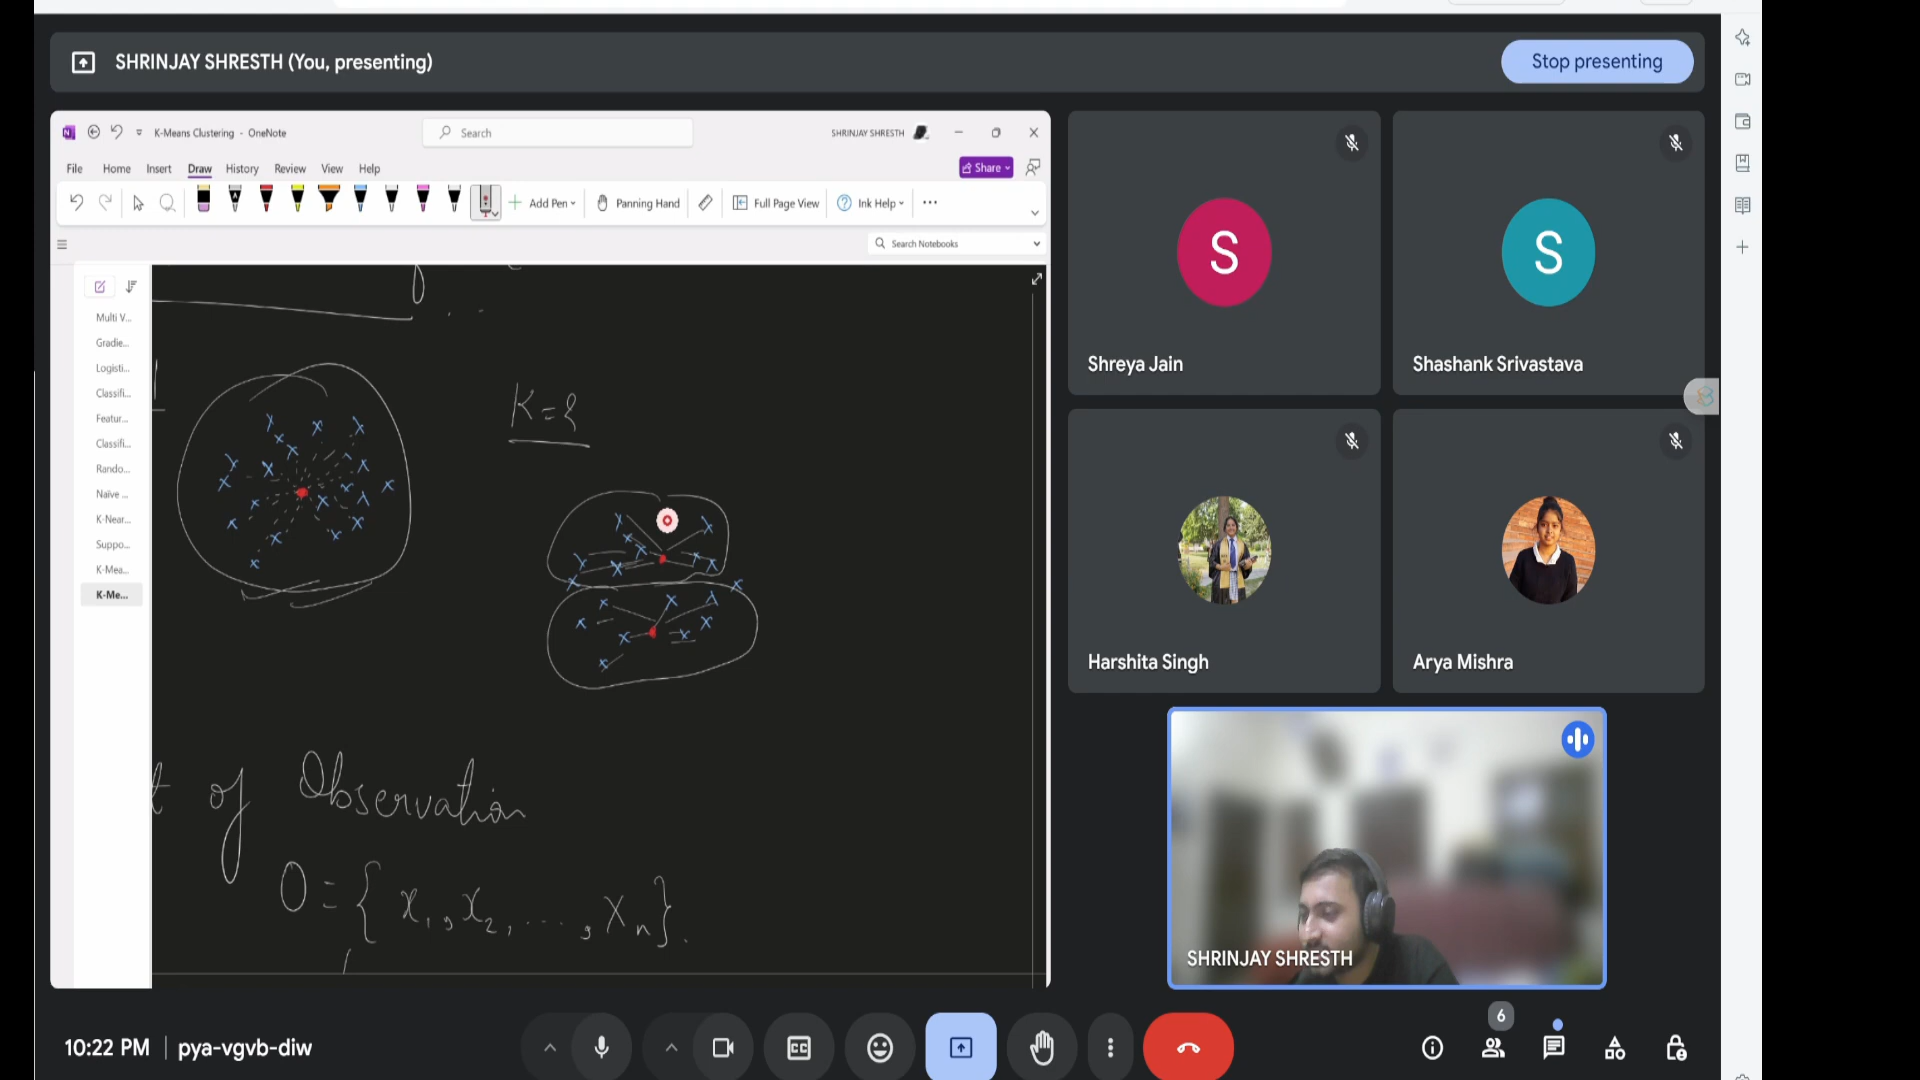 SHRINJAY SHRESTH (You, presenting)
Stop presenting
K-Means Clustering - OneNote
Search
SHRINJAY SHRESTH
File Home Insert Draw History Review View Help
Share
Add Pen
Panning Hand
Full Page View
Ink Help
Search Notebooks
Multi V...
Gradie...
Logisti...
Classifi...
Featur...
Classifi...
Rando...
Naive ...
K-Near...
Suppo...
K-Mea...
K-Me...
of Observation
O = { x1, x2, ..., xn}.
S
Shreya Jain
S
Shashank Srivastava
Harshita Singh
Arya Mishra
SHRINJAY SHRESTH
10:22 PM | pya-vgvb-diw
CC
6